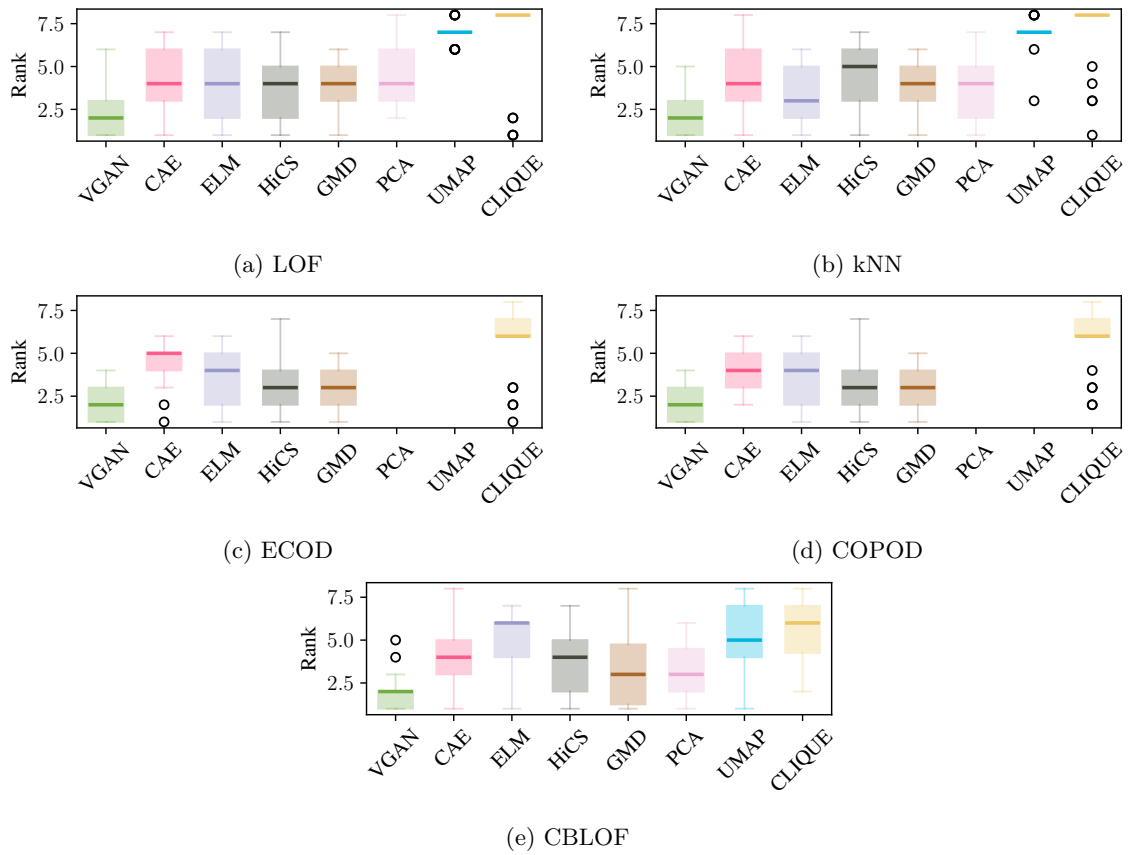 7.5
5.0
2.5
Rank
VGAN
CAE
ELM
HiCS
GMD
PCA
UMAP
CLIQUE
(a) LOF
7.5
5.0
2.5
Rank
VGAN
CAE
ELM
HiCS
GMD
PCA
UMAP
CLIQUE
(b) kNN
7.5
5.0
2.5
Rank
VGAN
CAE
ELM
HiCS
GMD
PCA
UMAP
CLIQUE
(c) ECOD
7.5
5.0
2.5
Rank
VGAN
CAE
ELM
HiCS
GMD
PCA
UMAP
CLIQUE
(d) COPOD
7.5
5.0
2.5
Rank
VGAN
CAE
ELM
HiCS
GMD
PCA
UMAP
CLIQUE
(e) CBLOF